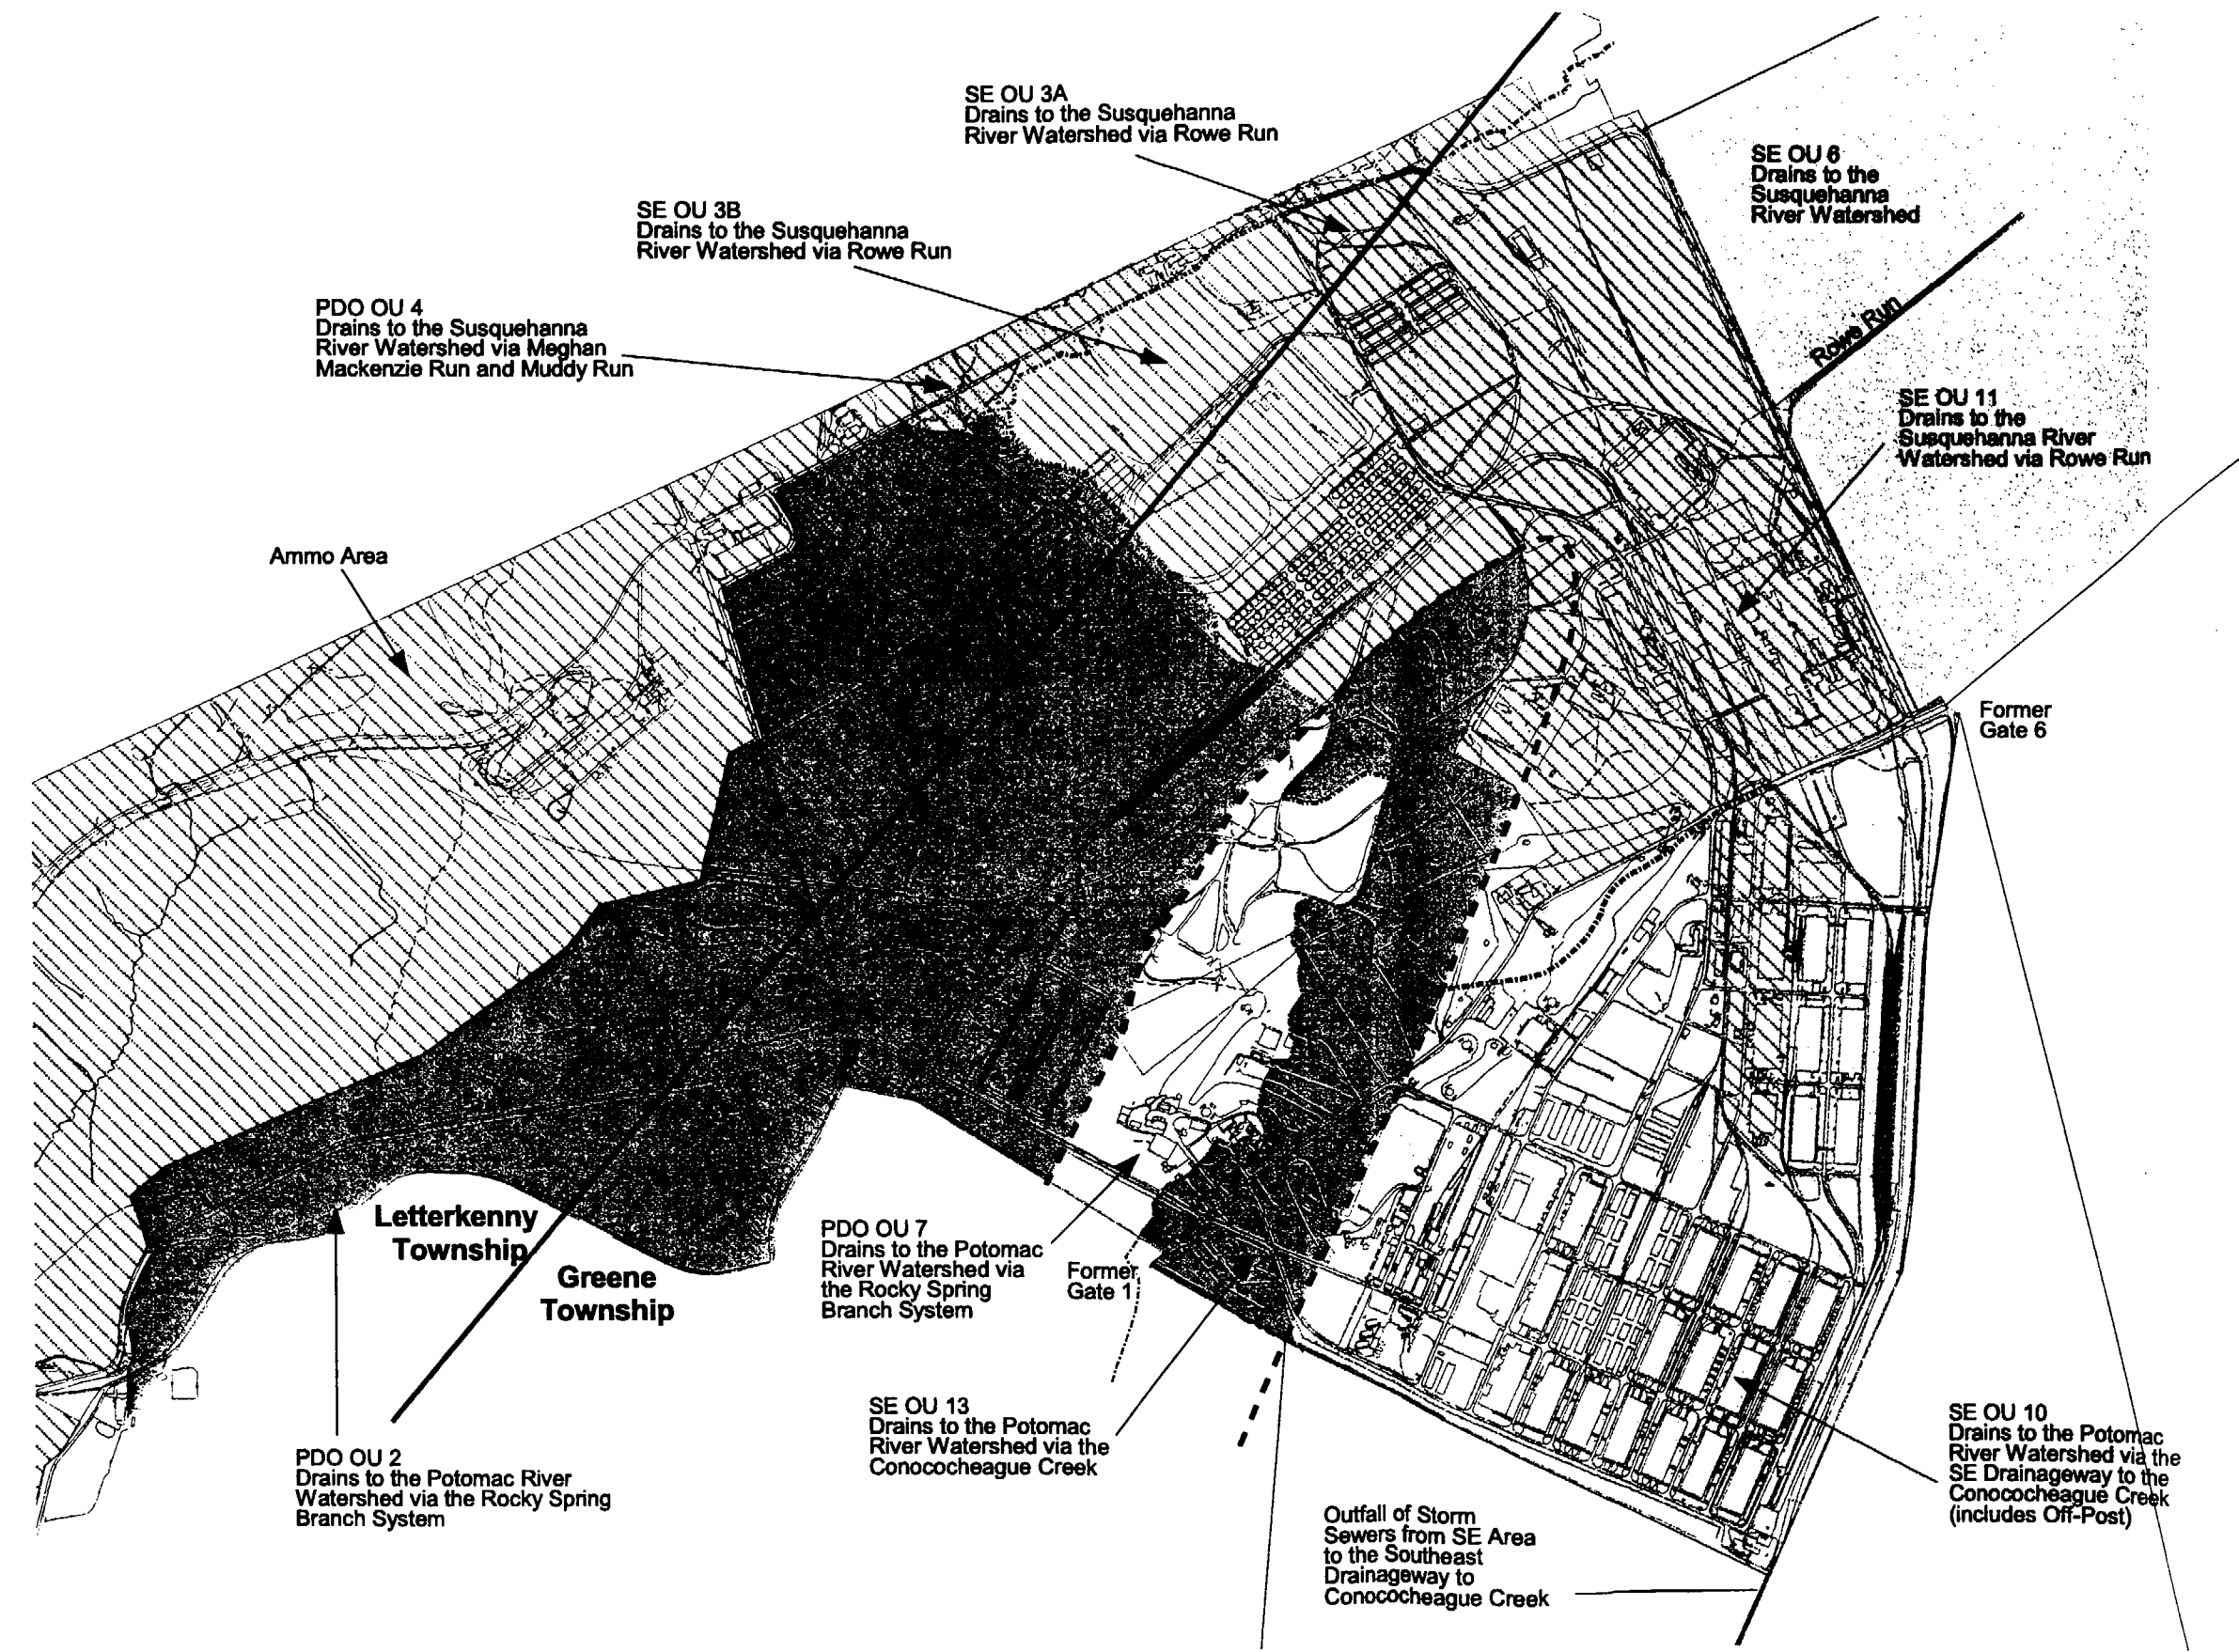 SE OU 3A
Drains to the Susquehanna
River Watershed via Rowe Run
SE OU 6
Drains to the
Susquehanna
River Watershed
SE OU 3B
Drains to the Susquehanna
River Watershed via Rowe Run
PDO OU 4
Drains to the Susquehanna
River Watershed via Meghan
Mackenzie Run and Muddy Run
Rowe Run
SE OU 11
Drains to the
Susquehanna River
Watershed via Rowe Run
Ammo Area
Former
Gate 6
Letterkenny
Township
Greene
Township
PDO OU 7
Drains to the Potomac
River Watershed via
the Rocky Spring
Branch System
Former
Gate 1
SE OU 13
Drains to the Potomac
River Watershed via the
Conococheague Creek
SE OU 10
Drains to the Potomac
River Watershed via the
SE Drainageway to the
Conococheague Creek
(includes Off-Post)
PDO OU 2
Drains to the Potomac River
Watershed via the Rocky Spring
Branch System
Outfall of Storm
Sewers from SE Area
to the Southeast
Drainageway to
Conococheague Creek